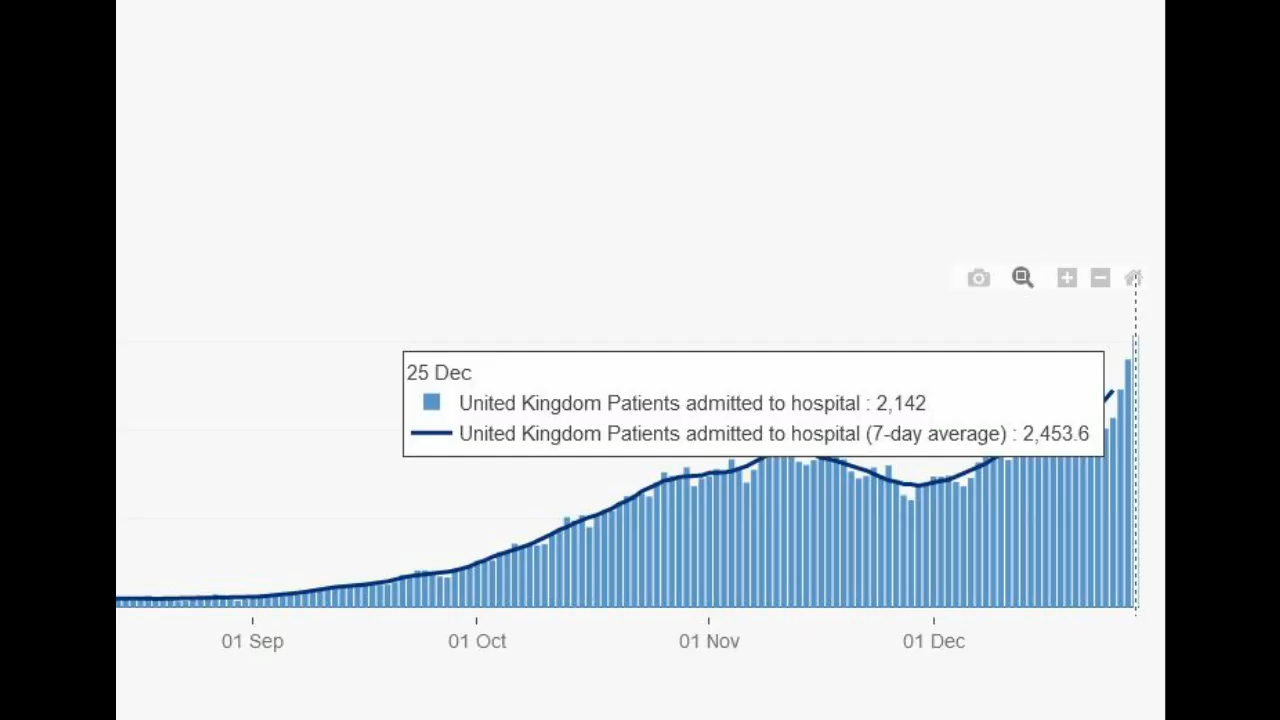 25 Dec
United Kingdom Patients admitted to hospital : 2,142
United Kingdom Patients admitted to hospital (7-day average) : 2,453.6
01 Sep
01 Oct
01 Nov
01 Dec